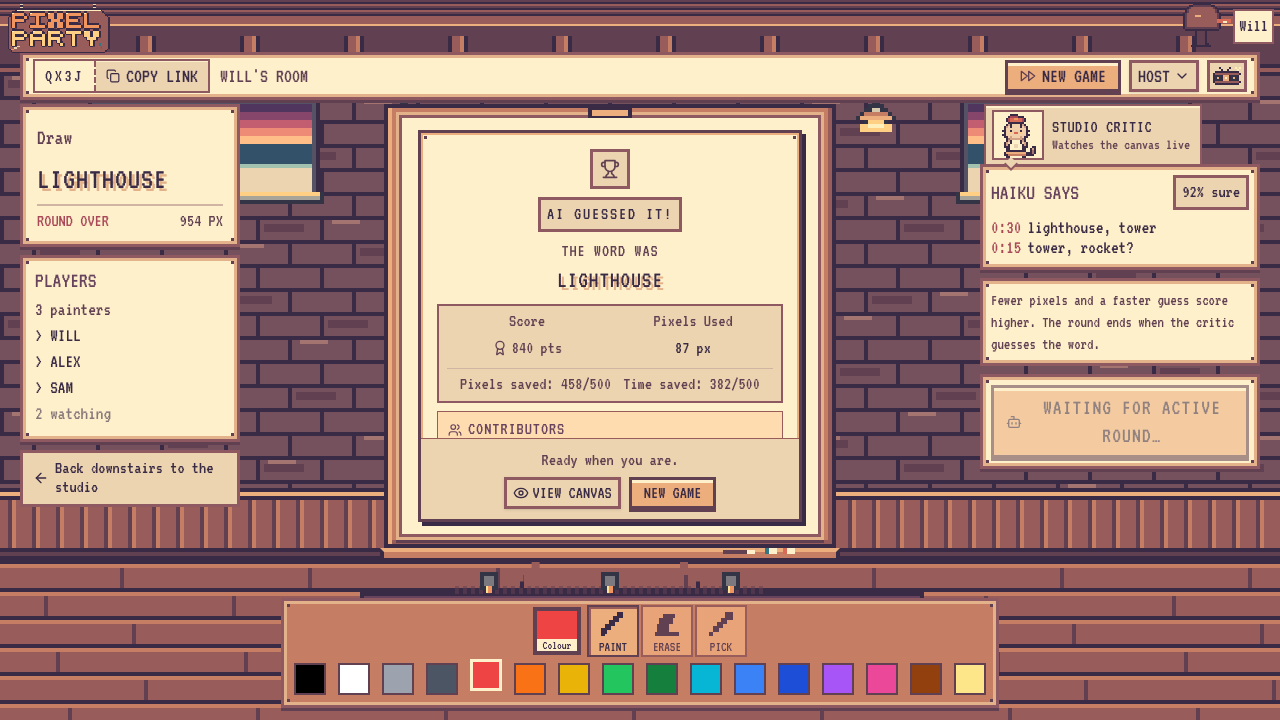 PIXEL
PARTY
Will
QX3J
COPY LINK
WILL'S ROOM
NEW GAME
HOST
Draw
LIGHTHOUSE
ROUND OVER
954 PX
PLAYERS
3 painters
WILL
ALEX
SAM
2 watching
Back downstairs to the
studio
AI GUESSED IT!
THE WORD WAS
LIGHTHOUSE
Score
Pixels Used
840 pts
87 px
Pixels saved: 458/500
Time saved: 382/500
CONTRIBUTORS
Ready when you are.
VIEW CANVAS
NEW GAME
STUDIO CRITIC
Watches the canvas live
HAIKU SAYS
92% sure
0:30 lighthouse, tower
0:15 tower, rocket?
Fewer pixels and a faster guess score
higher. The round ends when the critic
guesses the word.
WAITING FOR ACTIVE
ROUND…
Colour
PAINT
ERASE
PICK